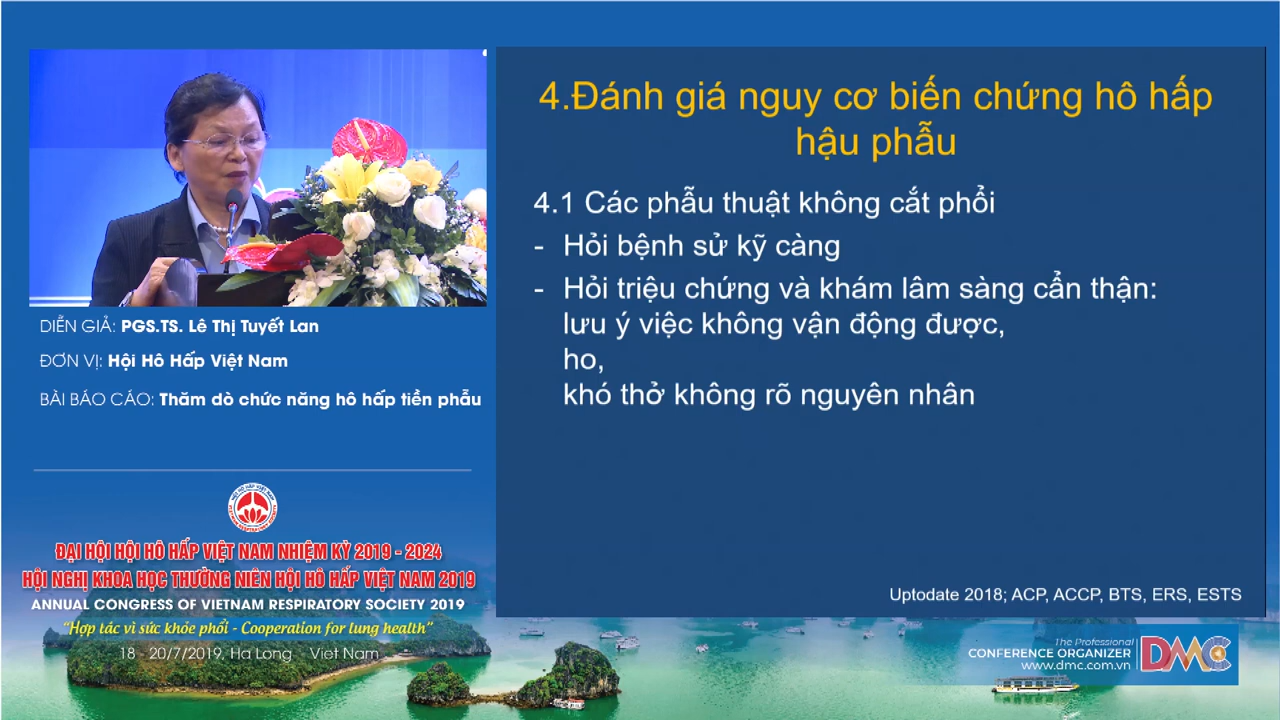 DIỄN GIẢ: PGS.TS. Lê Thị Tuyết Lan
ĐƠN VỊ: Hội Hô Hấp Việt Nam
BÀI BÁO CÁO: Thăm dò chức năng hô hấp tiền phẫu
ĐẠI HỘI HỘI HÔ HẤP VIỆT NAM NHIỆM KỲ 2019 - 2024
HỘI NGHỊ KHOA HỌC THƯỜNG NIÊN HỘI HÔ HẤP VIỆT NAM 2019
ANNUAL CONGRESS OF VIETNAM RESPIRATORY SOCIETY 2019
"Hợp tác vì sức khỏe phổi - Cooperation for lung health"
18 - 20/7/2019, Ha Long Viet Nam
4.Đánh giá nguy cơ biến chứng hô hấp
hậu phẫu
4.1 Các phẫu thuật không cắt phổi
- Hỏi bệnh sử kỹ càng
- Hỏi triệu chứng và khám lâm sàng cẩn thận:
lưu ý việc không vận động được,
ho,
khó thở không rõ nguyên nhân
Uptodate 2018; ACP, ACCP, BTS, ERS, ESTS
The Professional
CONFERENCE ORGANIZER
www.dmc.com.vn
DMC